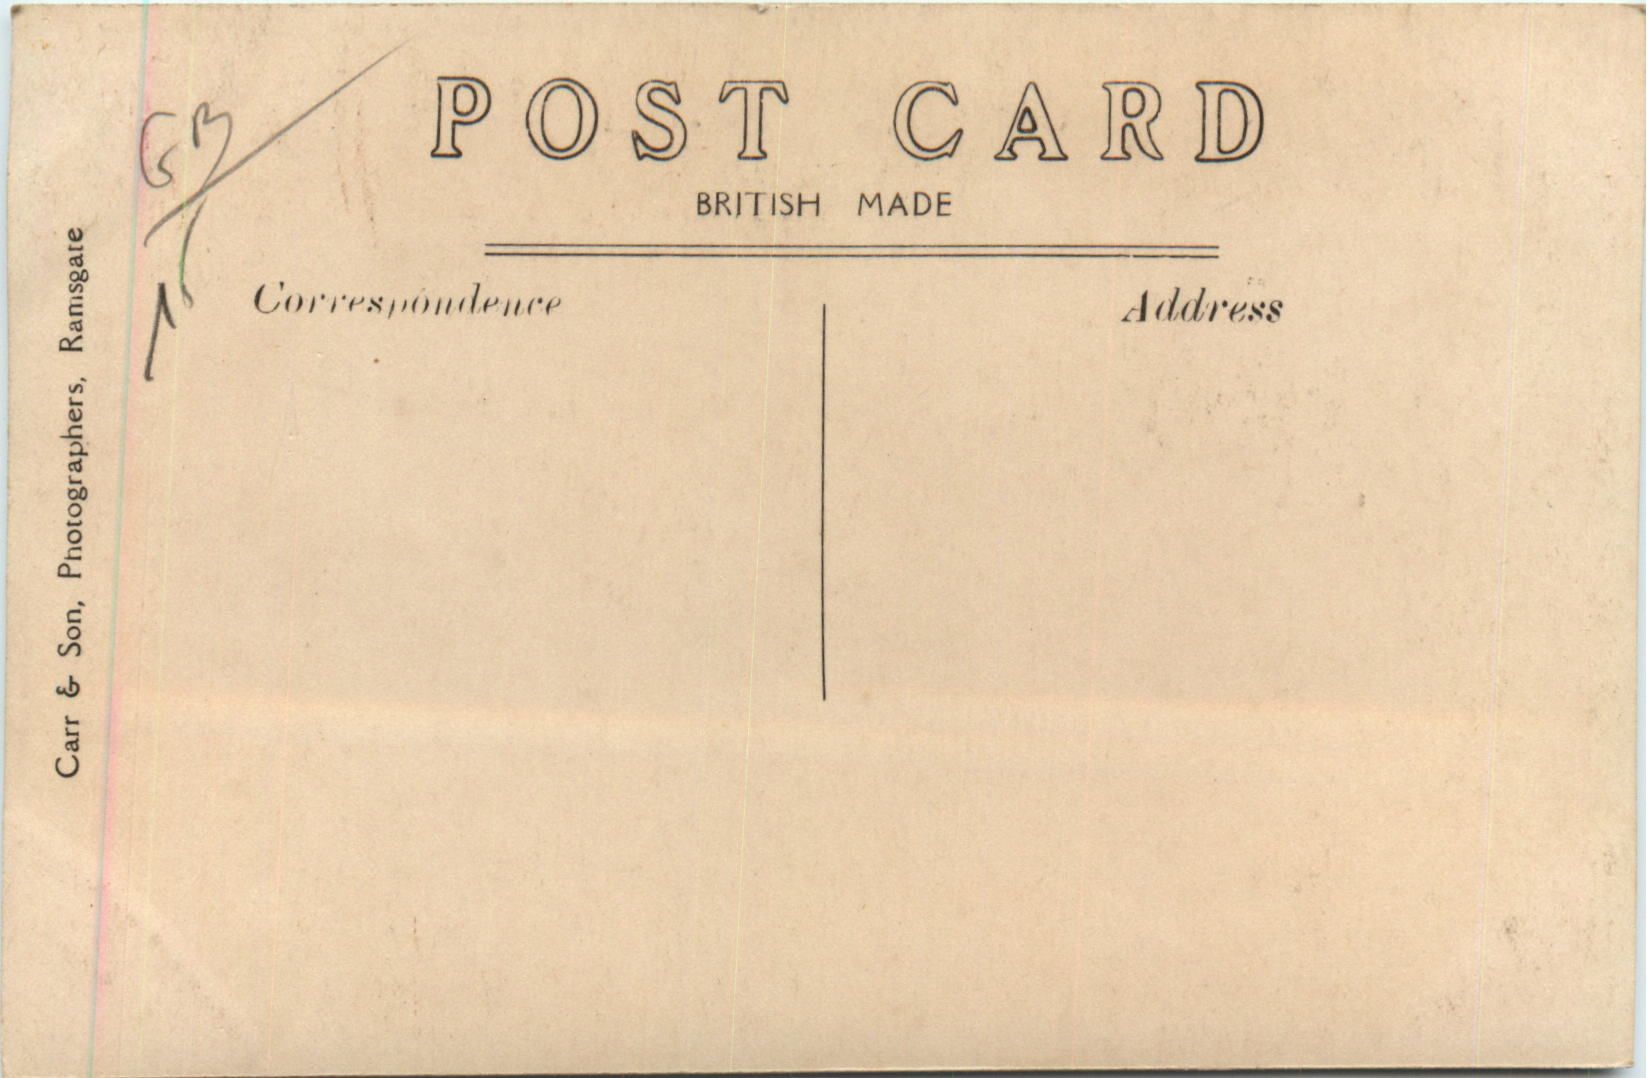 POST CARD
BRITISH MADE
Correspondence
Address
Carr & Son, Photographers, Ramsgate